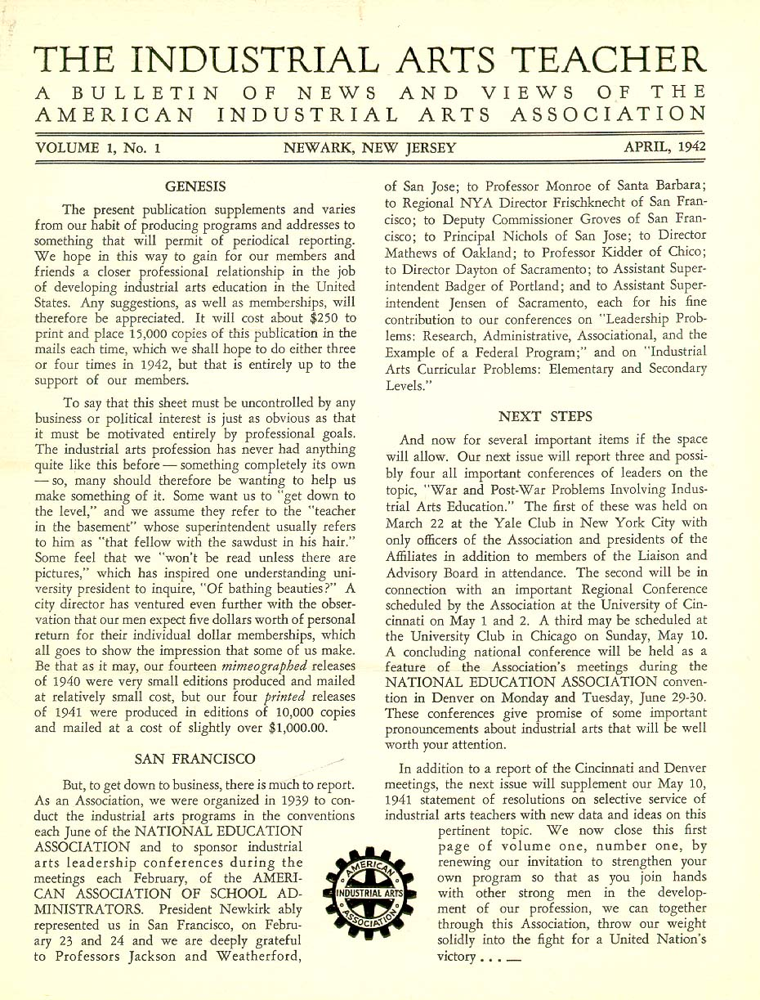 THE INDUSTRIAL ARTS TEACHER
A BULLETIN OF NEWS AND VIEWS OF THE
AMERICAN INDUSTRIAL ARTS ASSOCIATION
VOLUME 1, No. 1 NEWARK, NEW JERSEY APRIL, 1942
GENESIS
The present publication supplements and varies
from our habit of producing programs and addresses to
something that will permit of periodical reporting.
We hope in this way to gain for our members and
friends a closer professional relationship in the job
of developing industrial arts education in the United
States. Any suggestions, as well as memberships, will
therefore be appreciated. It will cost about $250 to
print and place 15,000 copies of this publication in the
mails each time, which we shall hope to do either three
or four times in 1942, but that is entirely up to the
support of our members.
To say that this sheet must be uncontrolled by any
business or political interest is just as obvious as that
it must be motivated entirely by professional goals.
The industrial arts profession has never had anything
quite like this before — something completely its own
— so, many should therefore be wanting to help us
make something of it. Some want us to "get down to
the level," and we assume they refer to the "teacher
in the basement" whose superintendent usually refers
to him as "that fellow with the sawdust in his hair."
Some feel that we "won't be read unless there are
pictures," which has inspired one understanding uni-
versity president to inquire, "Of bathing beauties?" A
city director has ventured even further with the obser-
vation that our men expect five dollars worth of personal
return for their individual dollar memberships, which
all goes to show the impression that some of us make.
Be that as it may, our fourteen mimeographed releases
of 1940 were very small editions produced and mailed
at relatively small cost, but our four printed releases
of 1941 were produced in editions of 10,000 copies
and mailed at a cost of slightly over $1,000.00.
SAN FRANCISCO
But, to get down to business, there is much to report.
As an Association, we were organized in 1939 to con-
duct the industrial arts programs in the conventions
each June of the NATIONAL EDUCATION
ASSOCIATION and to sponsor industrial
arts leadership conferences during the
meetings each February, of the AMERI-
CAN ASSOCIATION OF SCHOOL AD-
MINISTRATORS. President Newkirk ably
represented us in San Francisco, on Febru-
ary 23 and 24 and we are deeply grateful
to Professors Jackson and Weatherford,
of San Jose; to Professor Monroe of Santa Barbara;
to Regional NYA Director Frischknecht of San Fran-
cisco; to Deputy Commissioner Groves of San Fran-
cisco; to Principal Nichols of San Jose; to Director
Mathews of Oakland; to Professor Kidder of Chico;
to Director Dayton of Sacramento; to Assistant Super-
intendent Badger of Portland; and to Assistant Super-
intendent Jensen of Sacramento, each for his fine
contribution to our conferences on "Leadership Prob-
lems: Research, Administrative, Associational, and the
Example of a Federal Program;" and on "Industrial
Arts Curricular Problems: Elementary and Secondary
Levels."
NEXT STEPS
And now for several important items if the space
will allow. Our next issue will report three and possi-
bly four all important conferences of leaders on the
topic, "War and Post-War Problems Involving Indus-
trial Arts Education." The first of these was held on
March 22 at the Yale Club in New York City with
only officers of the Association and presidents of the
Affiliates in addition to members of the Liaison and
Advisory Board in attendance. The second will be in
connection with an important Regional Conference
scheduled by the Association at the University of Cin-
cinnati on May 1 and 2. A third may be scheduled at
the University Club in Chicago on Sunday, May 10.
A concluding national conference will be held as a
feature of the Association's meetings during the
NATIONAL EDUCATION ASSOCIATION conven-
tion in Denver on Monday and Tuesday, June 29-30.
These conferences give promise of some important
pronouncements about industrial arts that will be well
worth your attention.
In addition to a report of the Cincinnati and Denver
meetings, the next issue will supplement our May 10,
1941 statement of resolutions on selective service of
industrial arts teachers with new data and ideas on this
pertinent topic. We now close this first
page of volume one, number one, by
renewing our invitation to strengthen your
own program so that as you join hands
with other strong men in the develop-
ment of our profession, we can together
through this Association, throw our weight
solidly into the fight for a United Nation's
victory . . . —
AMERICAN
INDUSTRIAL ARTS
ASSOCIATION